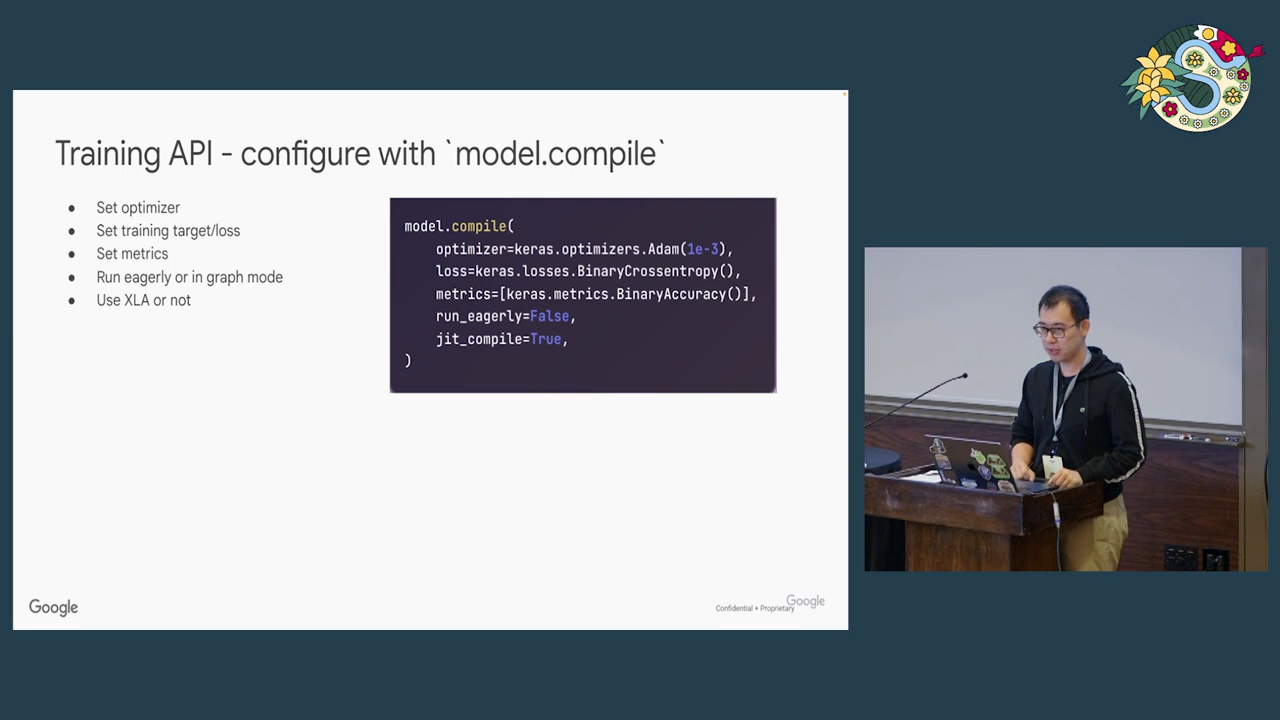 Training API - configure with `model.compile`
● Set optimizer
● Set training target/loss
● Set metrics
● Run eagerly or in graph mode
● Use XLA or not
model.compile(
    optimizer=keras.optimizers.Adam(1e-3),
    loss=keras.losses.BinaryCrossentropy(),
    metrics=[keras.metrics.BinaryAccuracy()],
    run_eagerly=False,
    jit_compile=True,
)
Google
Confidential + Proprietary
Google